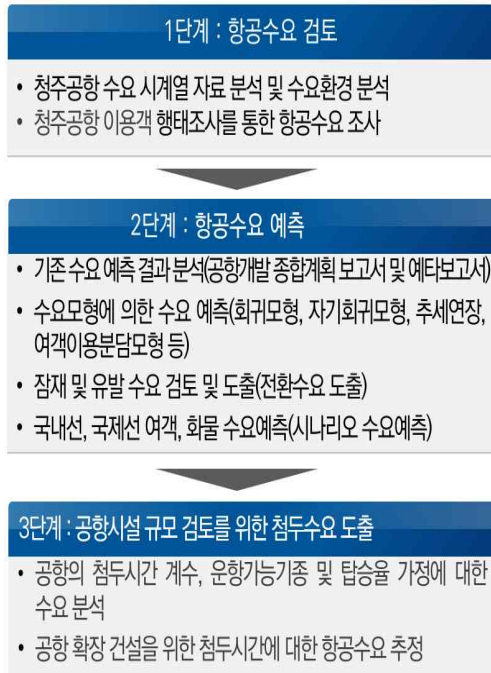 1단계 : 항공수요 검토
• 청주공항 수요 시계열 자료 분석 및 수요환경 분석
• 청주공항 이용객 행태조사를 통한 항공수요 조사
2단계 : 항공수요 예측
• 기존 수요 예측 결과 분석(공항개발 종합계획 보고서 및 예타보고서)
• 수요모형에 의한 수요 예측(회귀모형, 자기회귀모형, 추세연장,
여객이용분담모형 등)
• 잠재 및 유발 수요 검토 및 도출(전환수요 도출)
• 국내선, 국제선 여객, 화물 수요예측(시나리오 수요예측)
3단계 : 공항시설 규모 검토를 위한 첨두수요 도출
• 공항의 첨두시간 계수, 운항가능기종 및 탑승율 가정에 대한
수요 분석
• 공항 확장 건설을 위한 첨두시간에 대한 항공수요 추정